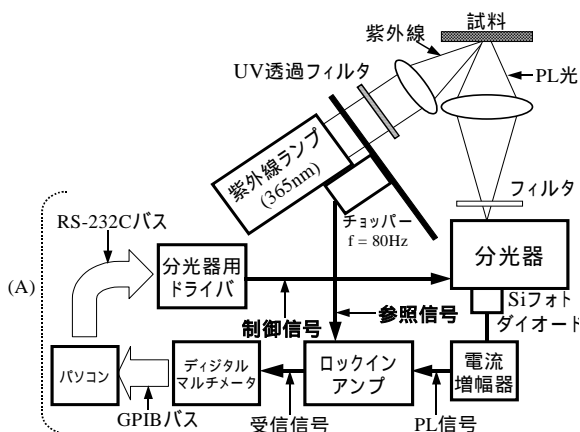 試料
紫外線
UV透過フィルタ
PL光
紫外線ランプ
(365nm)
フィルタ
チョッパー
f = 80Hz
RS-232Cバス
分光器用
ドライバ
分光器
(A)
Siフォト
ダイオード
制御信号
参照信号
パソコン
ディジタル
マルチメータ
ロックイン
アンプ
電流
増幅器
GPIBバス
受信信号
PL信号